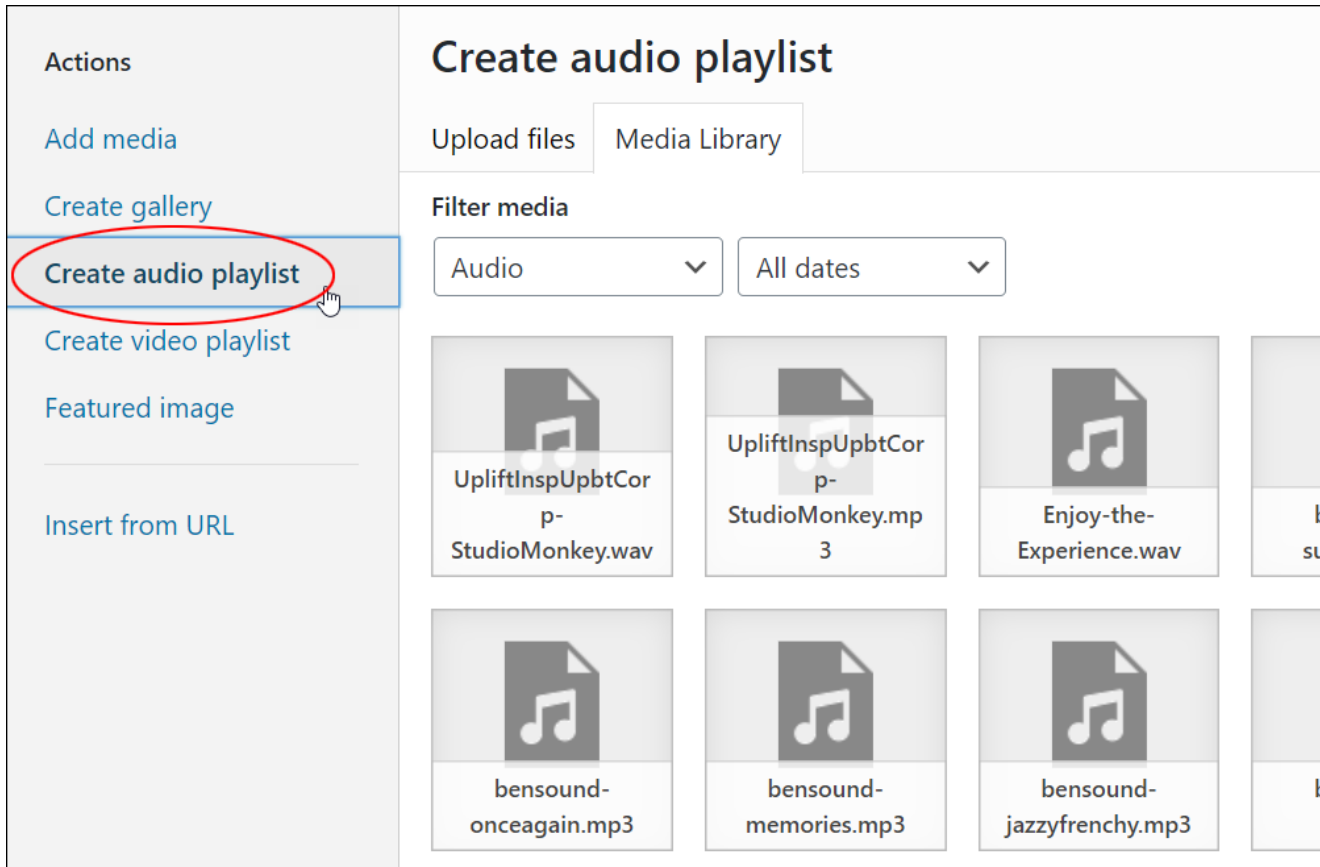 Actions
Add media
Create gallery
Create audio playlist
Create video playlist
Featured image
Insert from URL
Create audio playlist
Upload files
Media Library
Filter media
Audio
All dates
UpliftInspUpbtCor
p-
StudioMonkey.wav
UpliftInspUpbtCor
p-
StudioMonkey.mp
3
Enjoy-the-
Experience.wav
bensound-
onceagain.mp3
bensound-
memories.mp3
bensound-
jazzyfrenchy.mp3